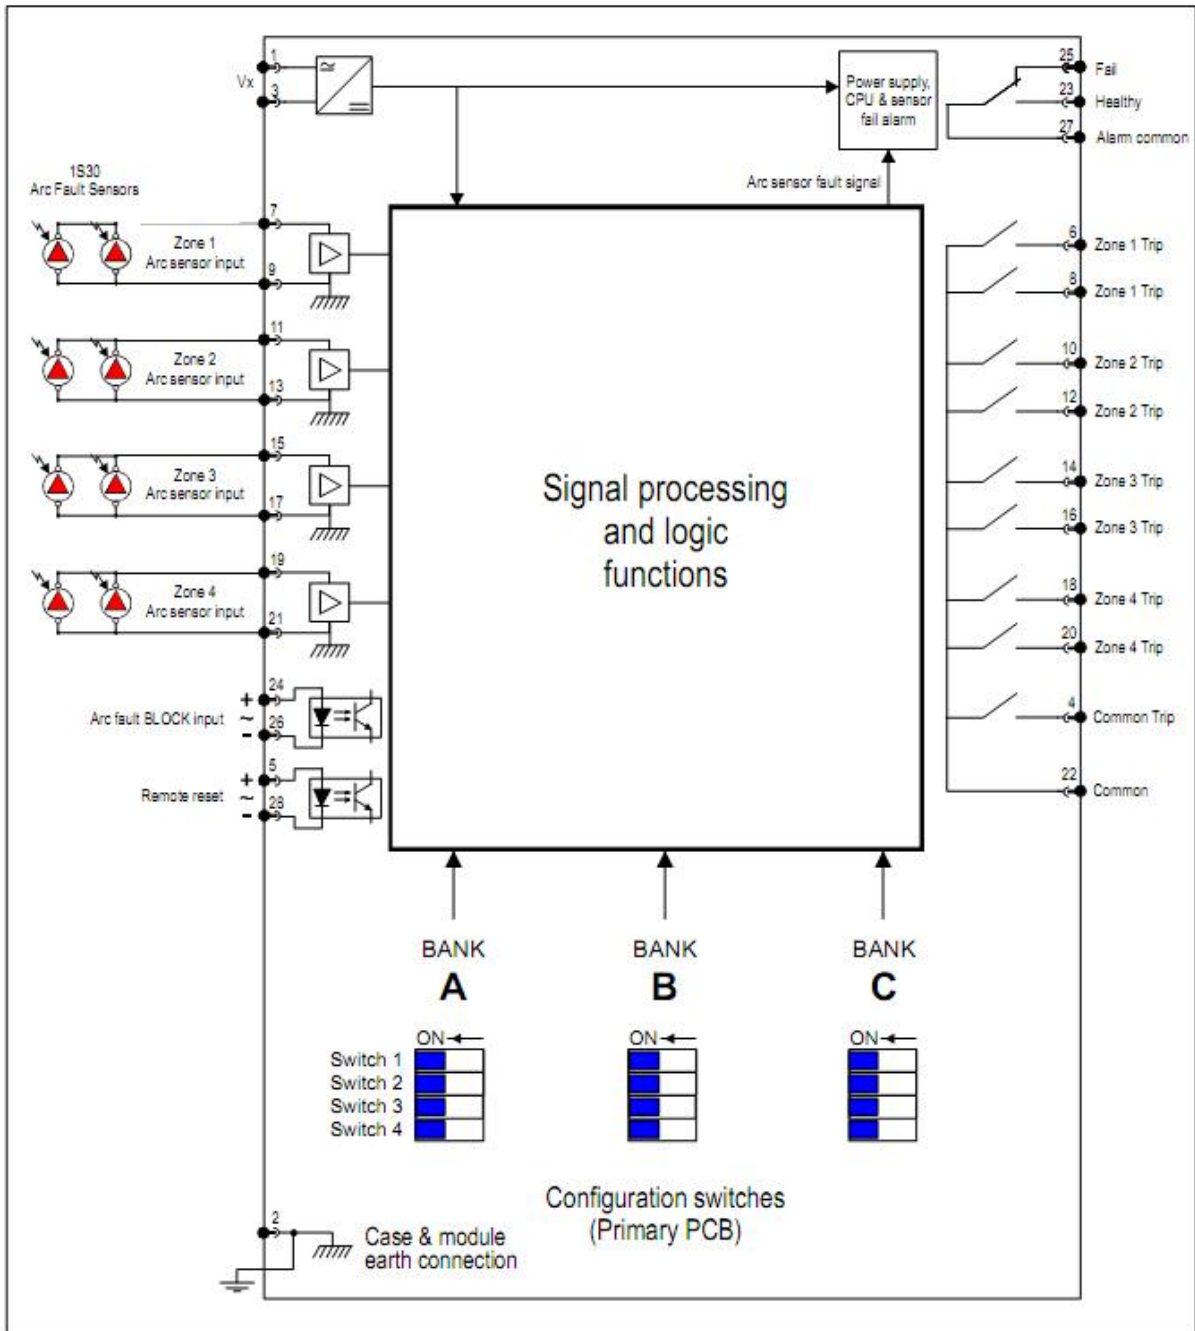 1
Vx
3
Power supply,
CPU & sensor
fail alarm
25
Fail
23
Healthy
27
Alarm common
1S30
Arc Fault Sensors
Arc sensor fault signal
7
Zone 1
Arc sensor input
9
11
Zone 2
Arc sensor input
13
15
Zone 3
Arc sensor input
17
19
Zone 4
Arc sensor input
21
24
+
Arc fault BLOCK input
~
26
-
5
+
Remote reset
~
28
-
Signal processing
and logic
functions
6
Zone 1 Trip
8
Zone 1 Trip
10
Zone 2 Trip
12
Zone 2 Trip
14
Zone 3 Trip
16
Zone 3 Trip
18
Zone 4 Trip
20
Zone 4 Trip
4
Common Trip
22
Common
BANK
A
BANK
B
BANK
C
ON
ON
ON
Switch 1
Switch 2
Switch 3
Switch 4
Configuration switches
(Primary PCB)
2
Case & module
earth connection